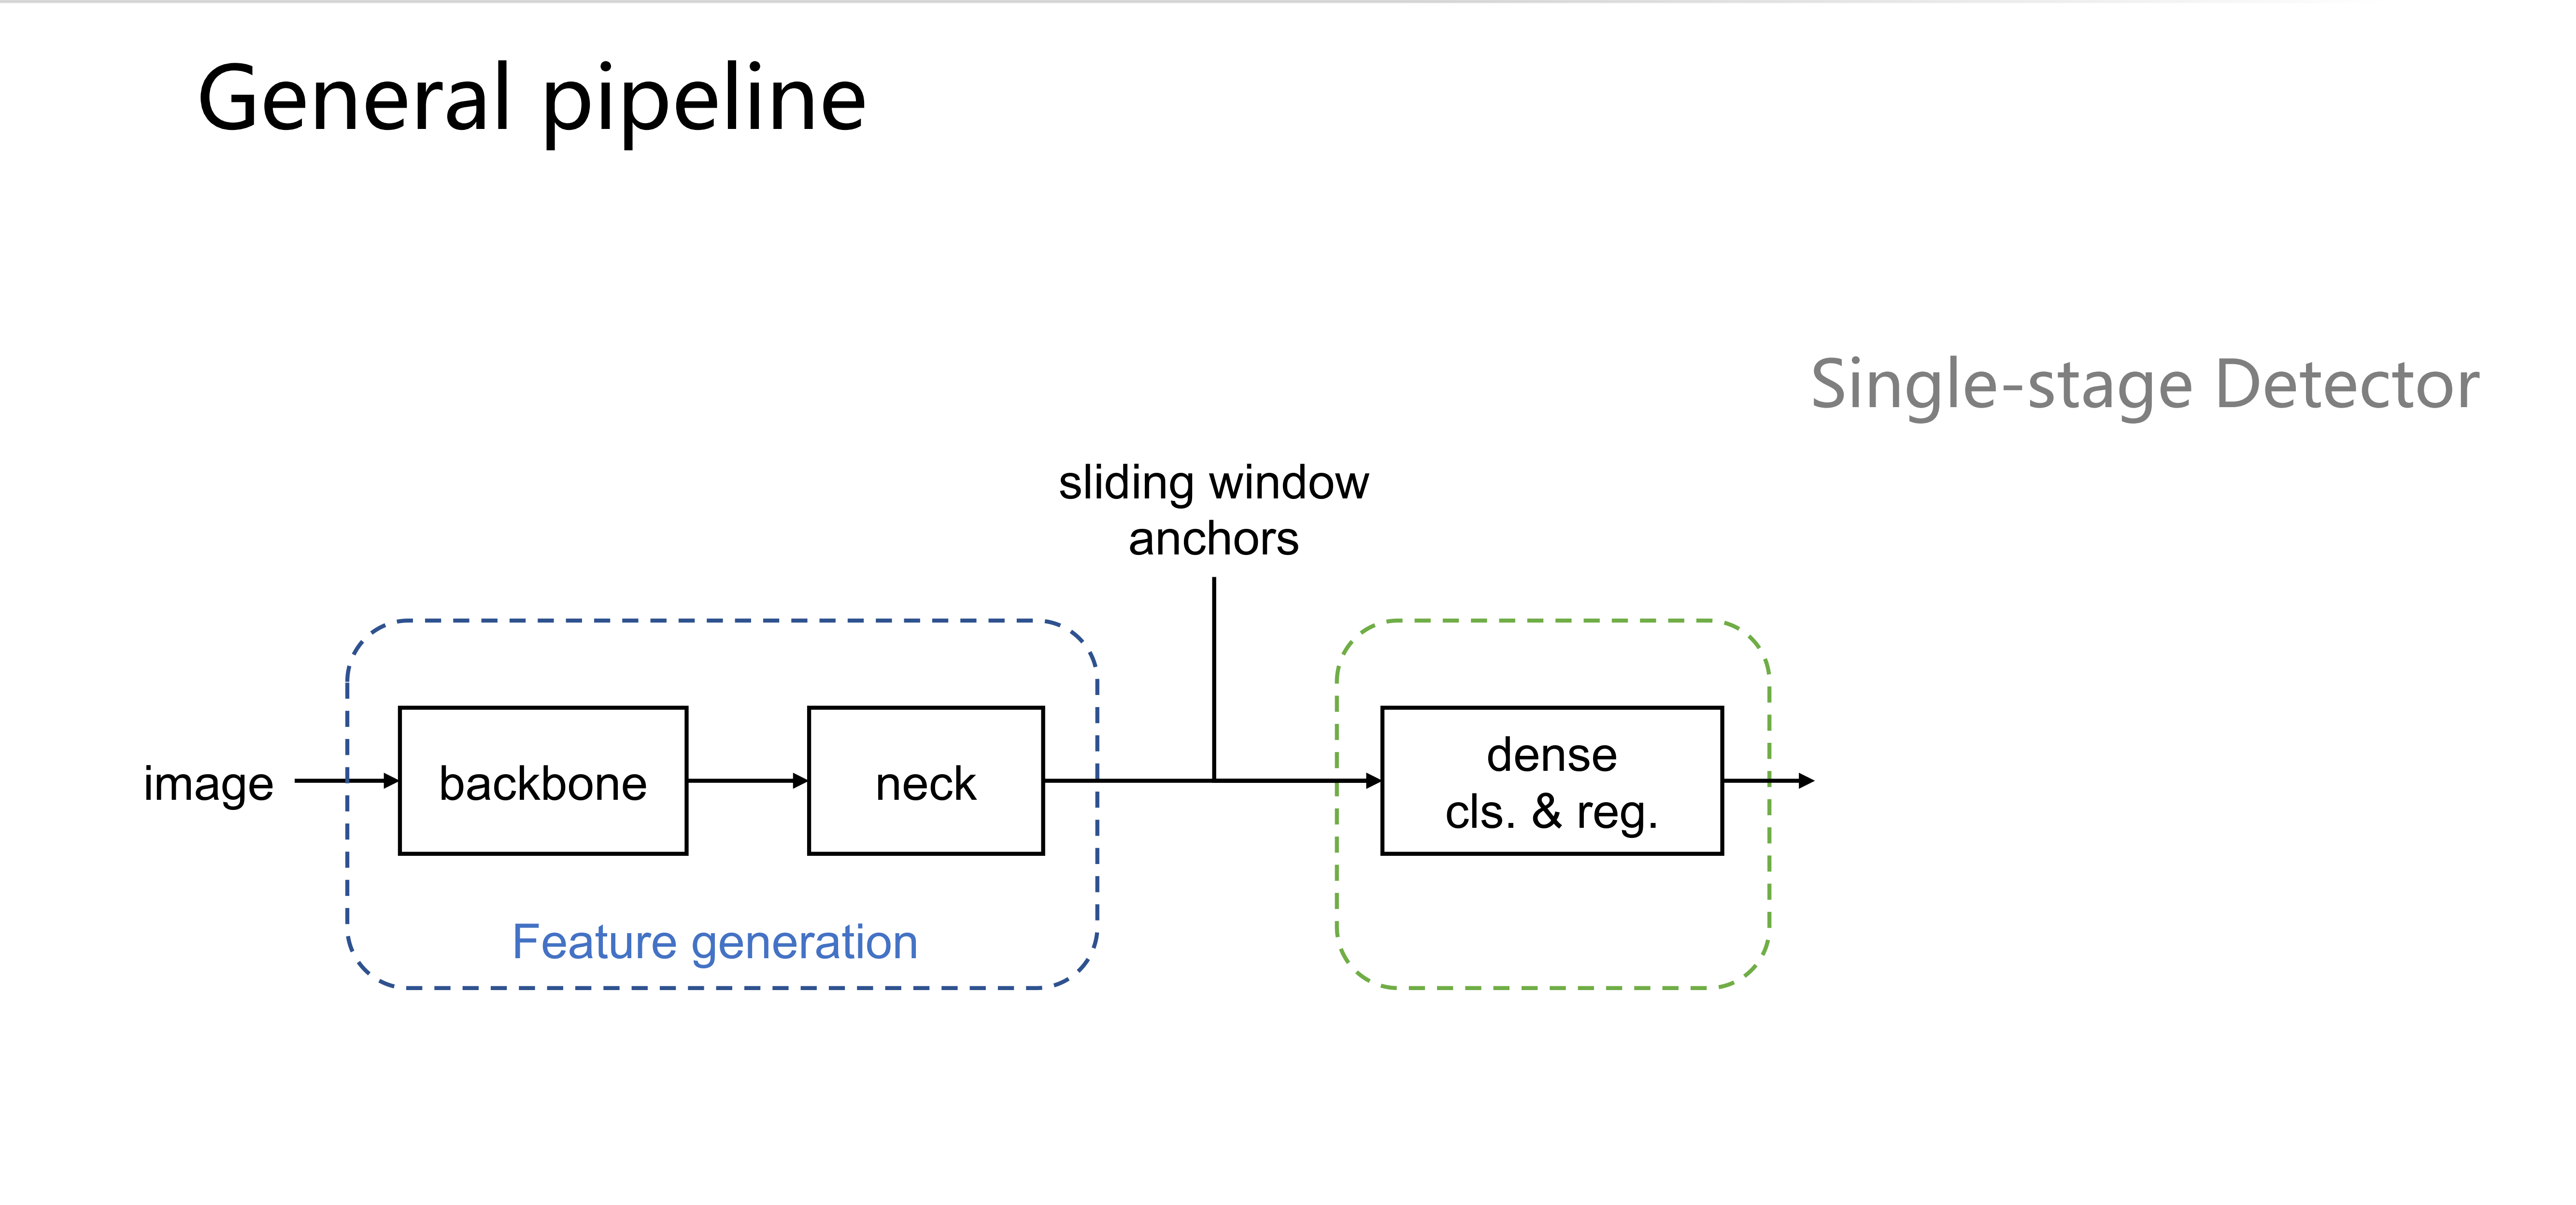 General pipeline
Single-stage Detector
sliding window
anchors
image
backbone
neck
dense
cls. & reg.
Feature generation